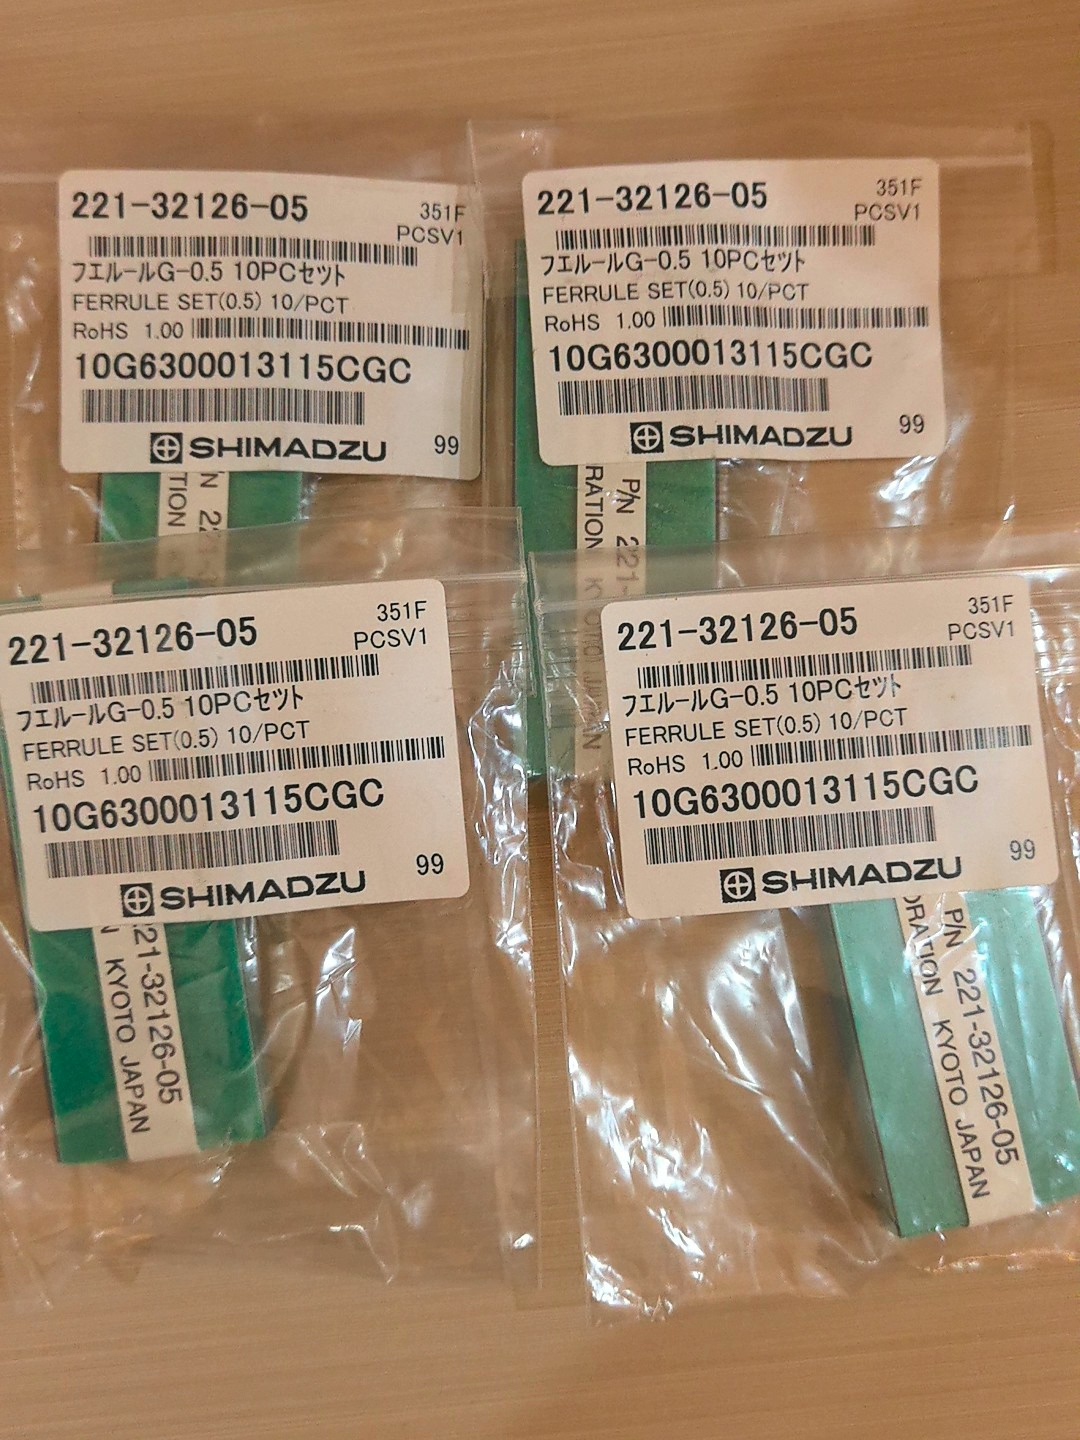 221-32126-05
351F
PCSV1
フエルールG-0.5 10PCセット
FERRULE SET(0.5) 10/PCT
RoHS 1.00
10G6300013115CGC
SHIMADZU
99
221-32126-05
351F
PCSV1
フエルールG-0.5 10PCセット
FERRULE SET(0.5) 10/PCT
RoHS 1.00
10G6300013115CGC
SHIMADZU
99
P/N 221-
RATION KYOTO JAPAN
221-32126-05
351F
PCSV1
フエルールG-0.5 10PCセット
FERRULE SET(0.5) 10/PCT
RoHS 1.00
10G6300013115CGC
SHIMADZU
99
N 221-32126-05
KYOTO JAPAN
221-32126-05
351F
PCSV1
フエルールG-0.5 10PCセット
FERRULE SET(0.5) 10/PCT
RoHS 1.00
10G6300013115CGC
SHIMADZU
99
P/N 221-32126-05
ORATION KYOTO JAPAN